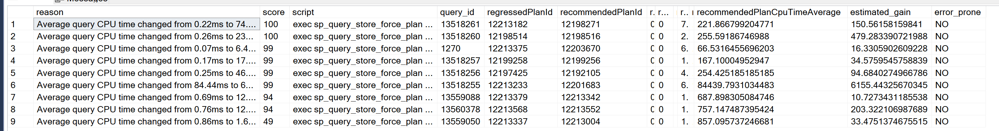 Messages
reason score script query_id regressedPlanId recommendedPlanId r. r... r.. recommendedPlanCpuTimeAverage estimated_gain error_prone
1 Average query CPU time changed from 0.22ms to 74.... 100 exec sp_query_store_force_plan ... 13518261 12213182 12198271 0 0 7. 221.866799204771 150.56158159841 NO
2 Average query CPU time changed from 0.26ms to 23... 100 exec sp_query_store_force_plan ... 13518260 12198514 12198516 0 0 2. 255.59186746988 479.283390721988 NO
3 Average query CPU time changed from 0.07ms to 6.4... 99 exec sp_query_store_force_plan ... 1270 12213375 12203670 0 0 6. 66.5316455696203 16.3305902609228 NO
4 Average query CPU time changed from 0.17ms to 17.... 99 exec sp_query_store_force_plan ... 13518257 12199258 12199256 0 0 1. 167.10004952947 34.5759545758839 NO
5 Average query CPU time changed from 0.25ms to 46.... 99 exec sp_query_store_force_plan ... 13518256 12197425 12192105 0 0 4. 254.425185185185 94.6840274966786 NO
6 Average query CPU time changed from 84.44ms to 6... 99 exec sp_query_store_force_plan ... 13518255 12213233 12201683 0 0 6. 84439.7931034483 6155.44325670345 NO
7 Average query CPU time changed from 0.69ms to 12.... 94 exec sp_query_store_force_plan ... 13559088 12213379 12213342 0 0 1. 687.898305084746 10.7273431185538 NO
8 Average query CPU time changed from 0.76ms to 12.... 94 exec sp_query_store_force_plan ... 13560378 12213568 12213552 0 0 1. 757.147487395424 203.322106987689 NO
9 Average query CPU time changed from 0.86ms to 1.6... 49 exec sp_query_store_force_plan ... 13559050 12213337 12213004 0 0 1. 857.095737246681 33.4751374675515 NO